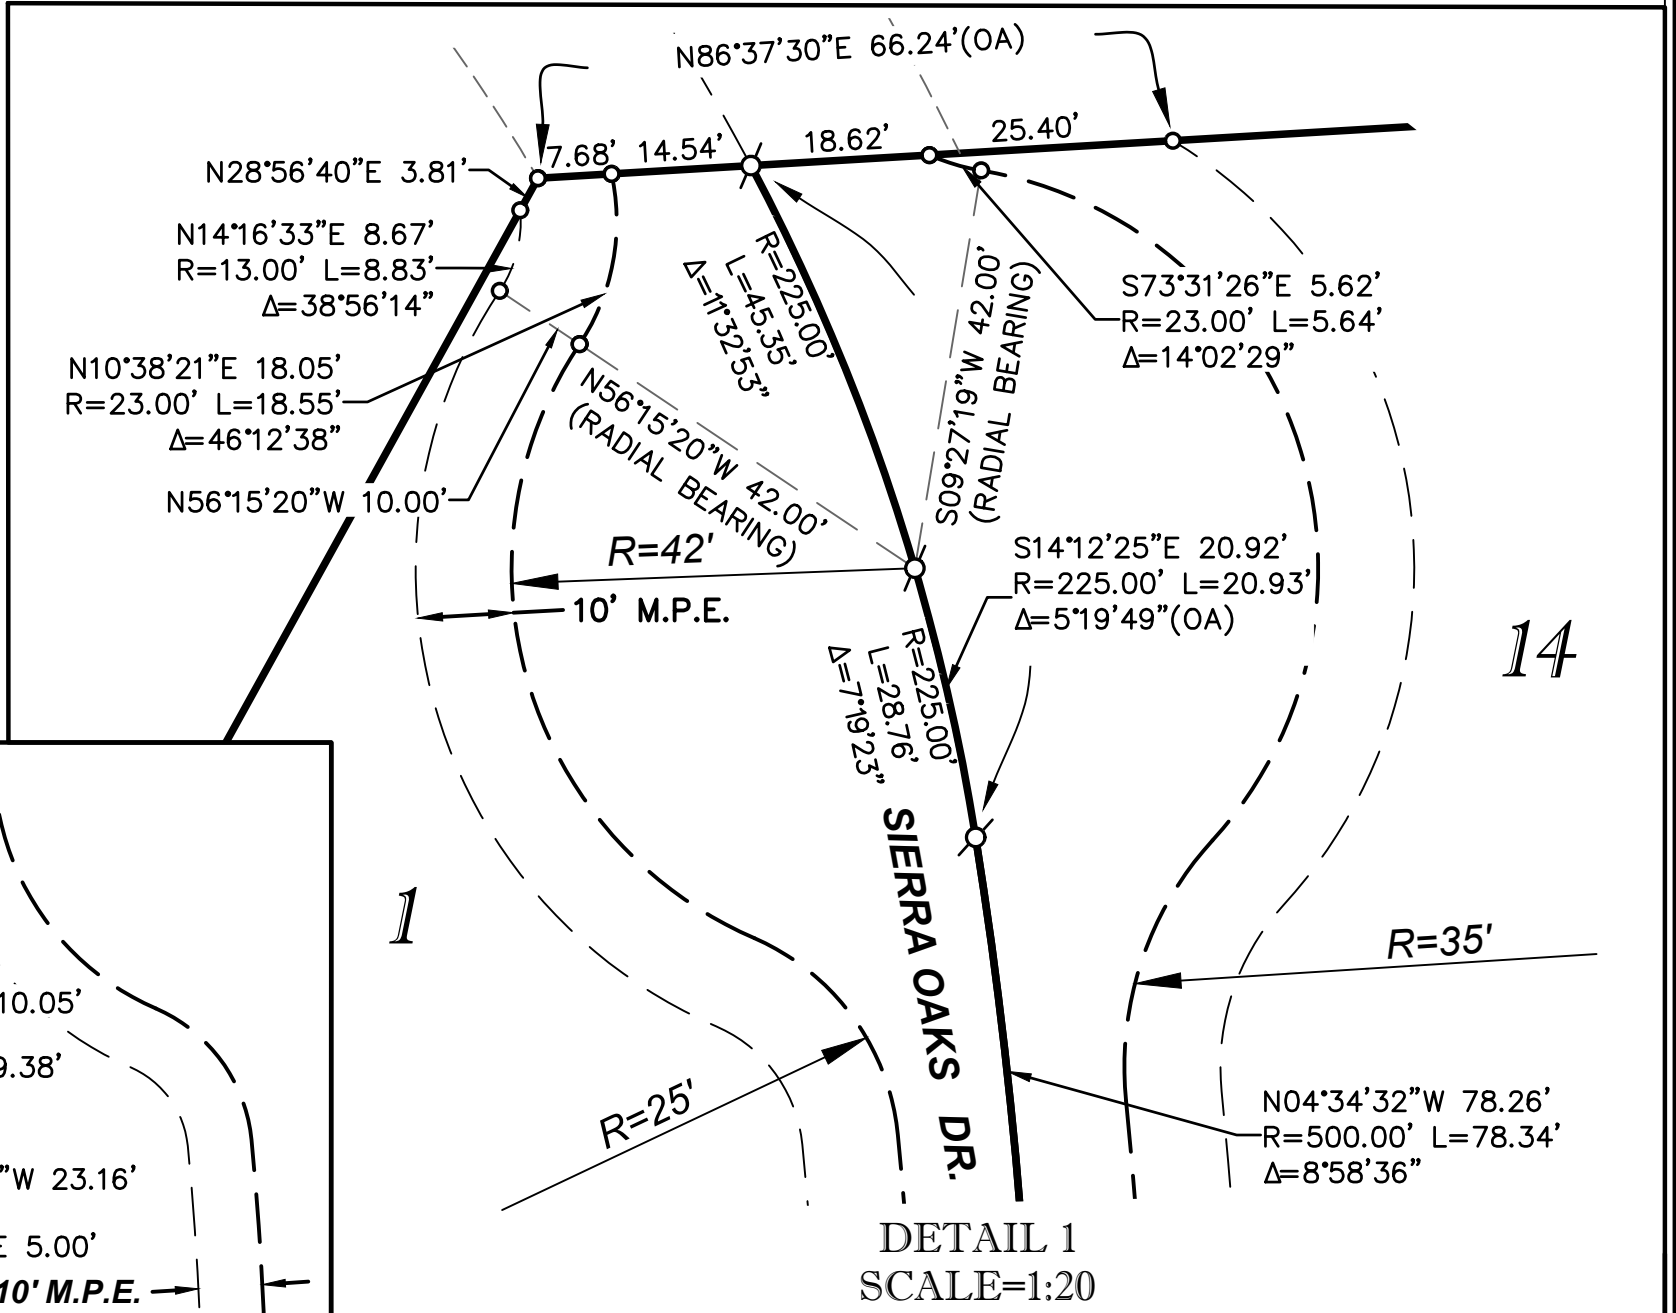 N86°37'30"E 66.24'(OA)
7.68'
14.54'
18.62'
25.40'
N28°56'40"E 3.81'
N14°16'33"E 8.67'
R=13.00' L=8.83'
Δ=38°56'14"
N10°38'21"E 18.05'
R=23.00' L=18.55'
Δ=46°12'38"
N56°15'20"W 10.00'
R=225.00'
L=45.35'
Δ=11°32'53"
N56°15'20"W 42.00'
(RADIAL BEARING)
S09°27'19"W 42.00'
(RADIAL BEARING)
S73°31'26"E 5.62'
R=23.00' L=5.64'
Δ=14°02'29"
R=42'
10' M.P.E.
S14°12'25"E 20.92'
R=225.00' L=20.93'
Δ=5°19'49"(OA)
R=225.00'
L=28.76'
Δ=7°19'23"
14
1
SIERRA OAKS DR.
R=35'
R=25'
N04°34'32"W 78.26'
R=500.00' L=78.34'
Δ=8°58'36"
10.05'
9.38'
"W 23.16'
E 5.00'
10' M.P.E.
DETAIL 1
SCALE=1:20